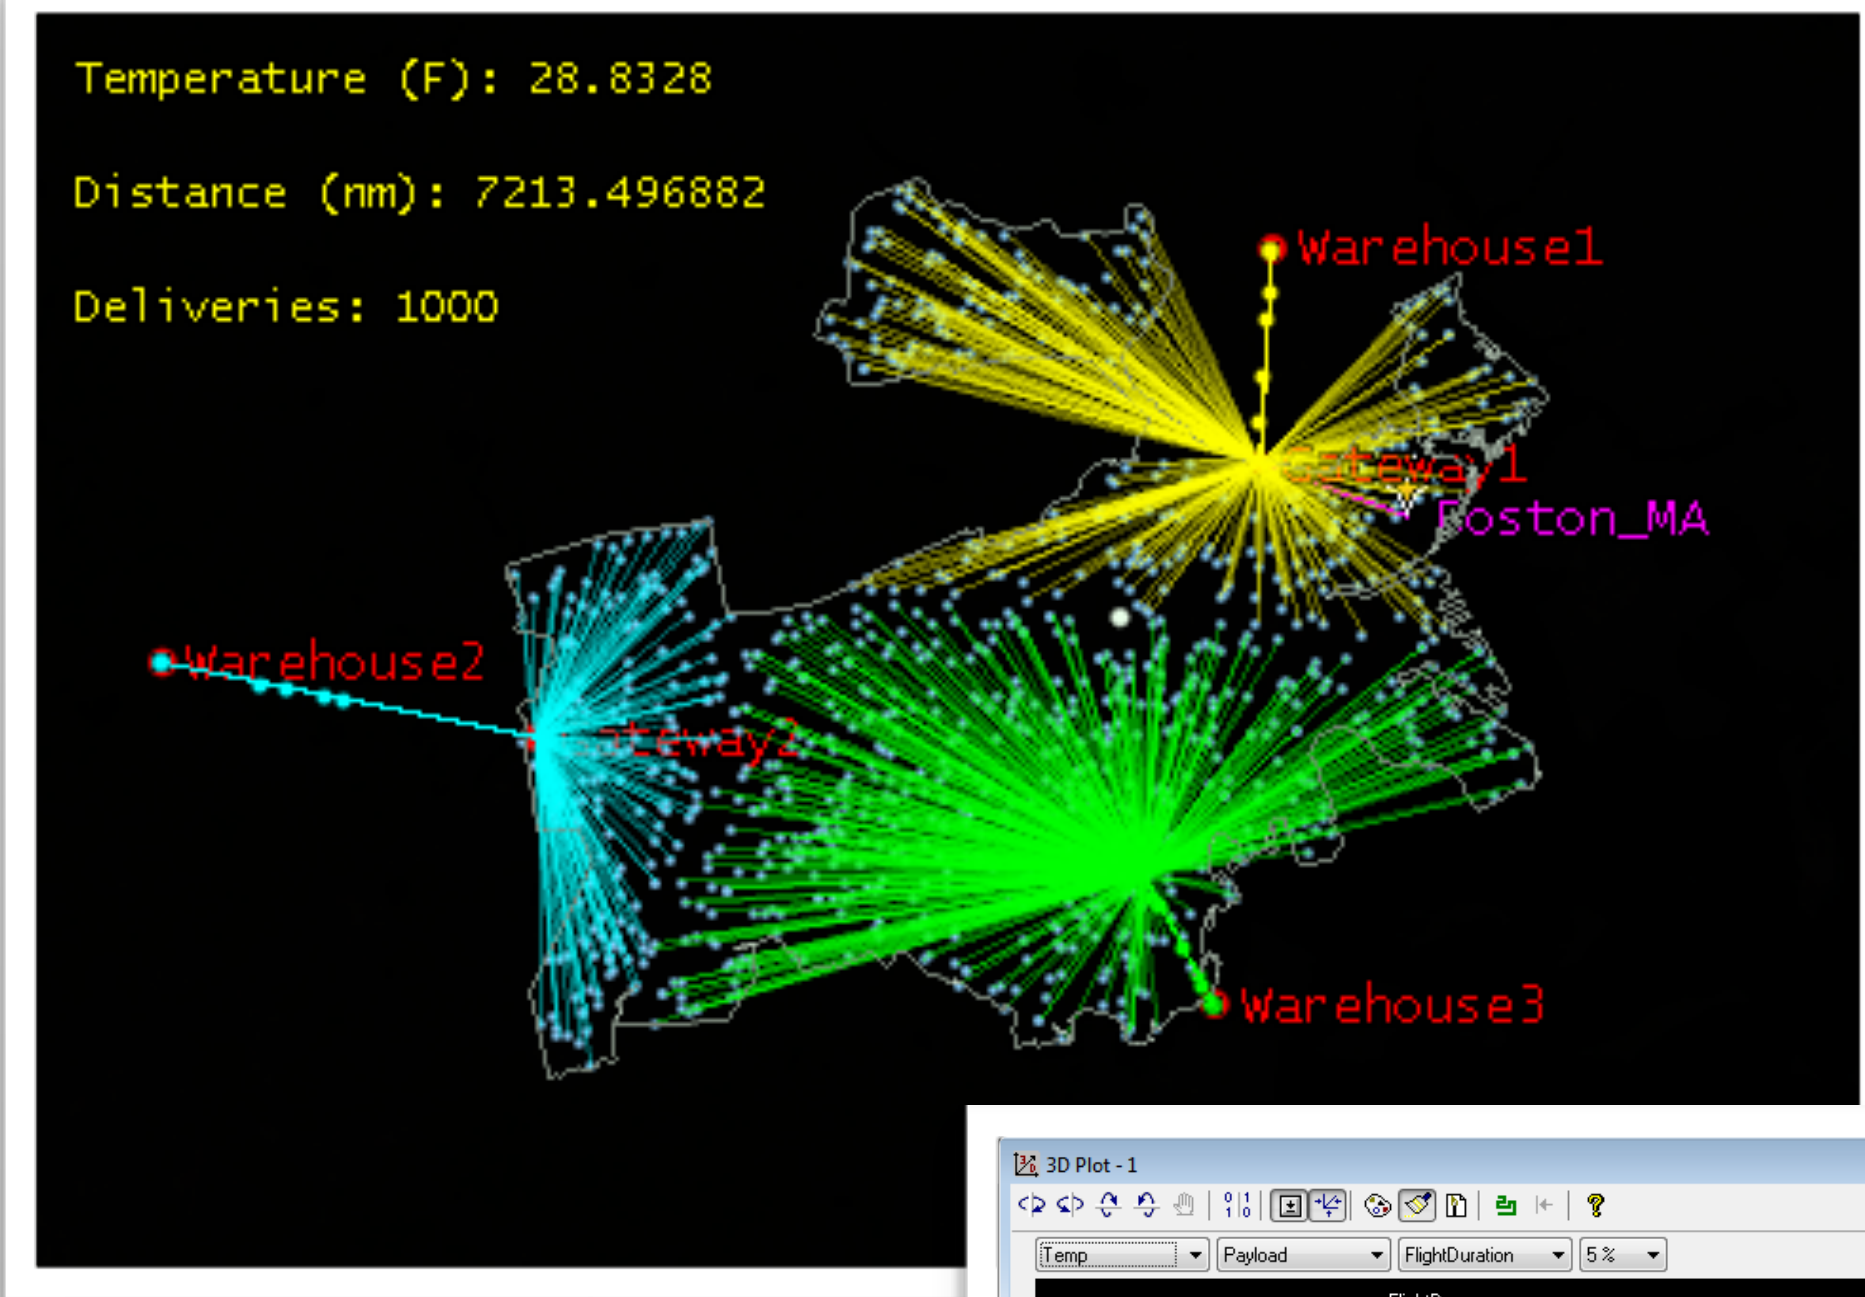 Temperature (F): 28.8328
Distance (nm): 7213.496882
Deliveries: 1000
Warehouse1
Gateway1
Boston_MA
Warehouse2
Gateway2
Warehouse3
3D Plot - 1
Temp
Payload
FlightDuration
5 %